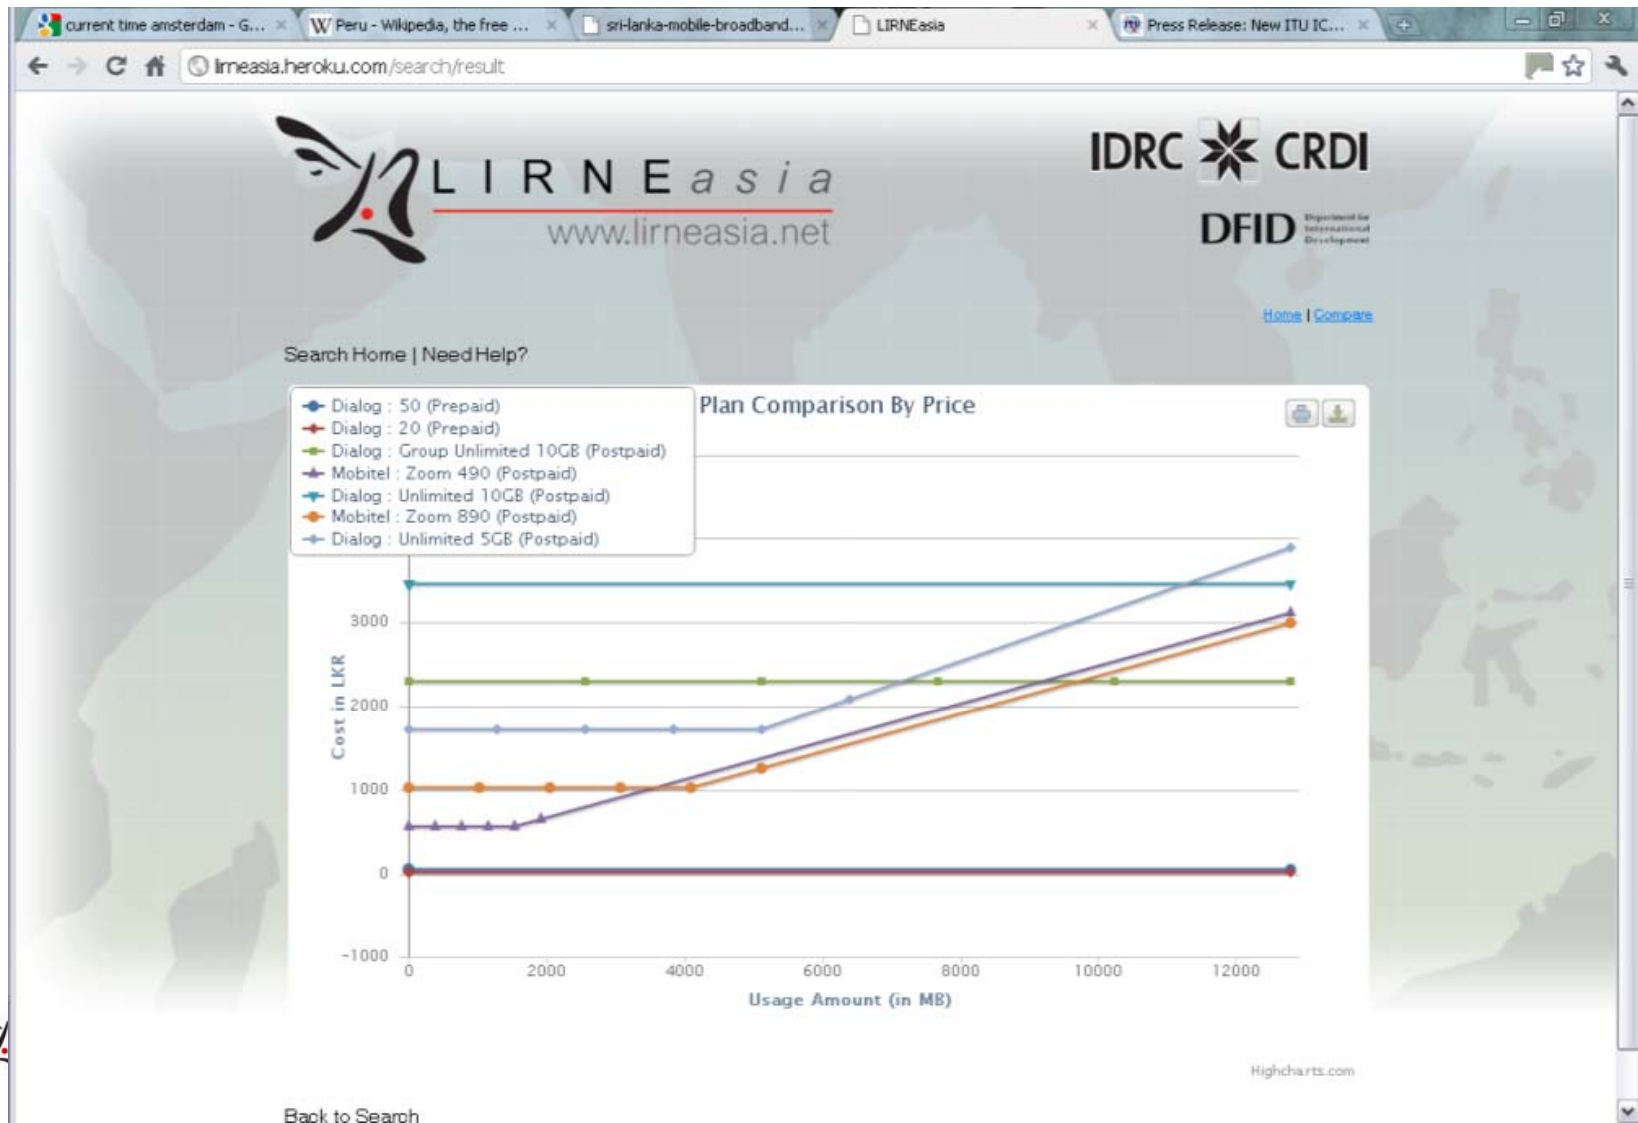 current time amsterdam - G...
Peru - Wikipedia, the free ...
sri-lanka-mobile-broadband...
LIRNEasia
Press Release: New ITU IC...
lirneasia.heroku.com/search/result
LIRNEasia
www.lirneasia.net
IDRC CRDI
DFID Department for
International
Development
Home | Compare
Search Home | Need Help?
Plan Comparison By Price
Dialog : 50 (Prepaid)
Dialog : 20 (Prepaid)
Dialog : Group Unlimited 10GB (Postpaid)
Mobitel : Zoom 490 (Postpaid)
Dialog : Unlimited 10GB (Postpaid)
Mobitel : Zoom 890 (Postpaid)
Dialog : Unlimited 5GB (Postpaid)
3000
2000
1000
0
-1000
Cost in LKR
0 2000 4000 6000 8000 10000 12000
Usage Amount (in MB)
Highcharts.com
Back to Search